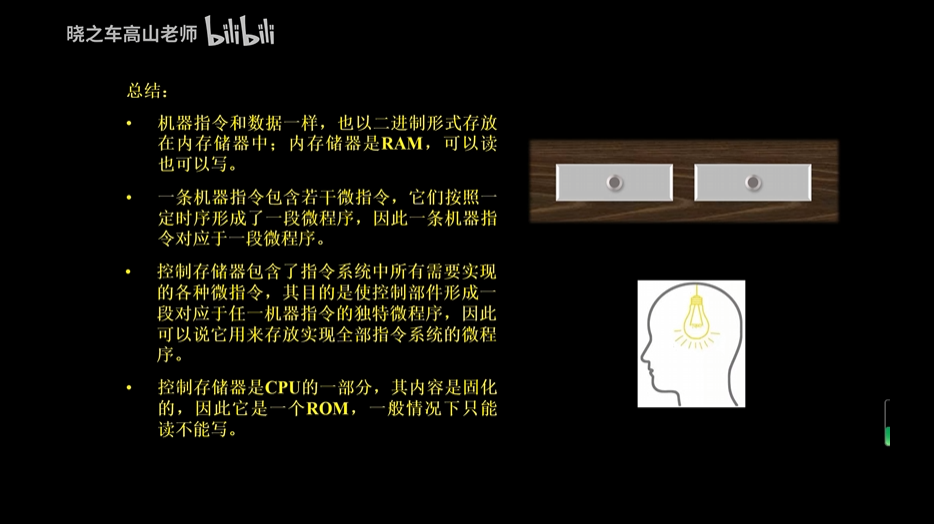 晓之车高山老师 bilibili
总结：
• 机器指令和数据一样，也以二进制形式存放
在内存储器中；内存储器是RAM，可以读
也可以写。
• 一条机器指令包含若干微指令，它们按照一
定时序形成了一段微程序，因此一条机器指
令对应于一段微程序。
• 控制存储器包含了指令系统中所有需要实现
的各种微指令，其目的是使控制部件形成一
段对应于任一机器指令的独特微程序，因此
可以说它用来存放实现全部指令系统的微程
序。
• 控制存储器是CPU的一部分，其内容是固化
的，因此它是一个ROM，一般情况下只能
读不能写。